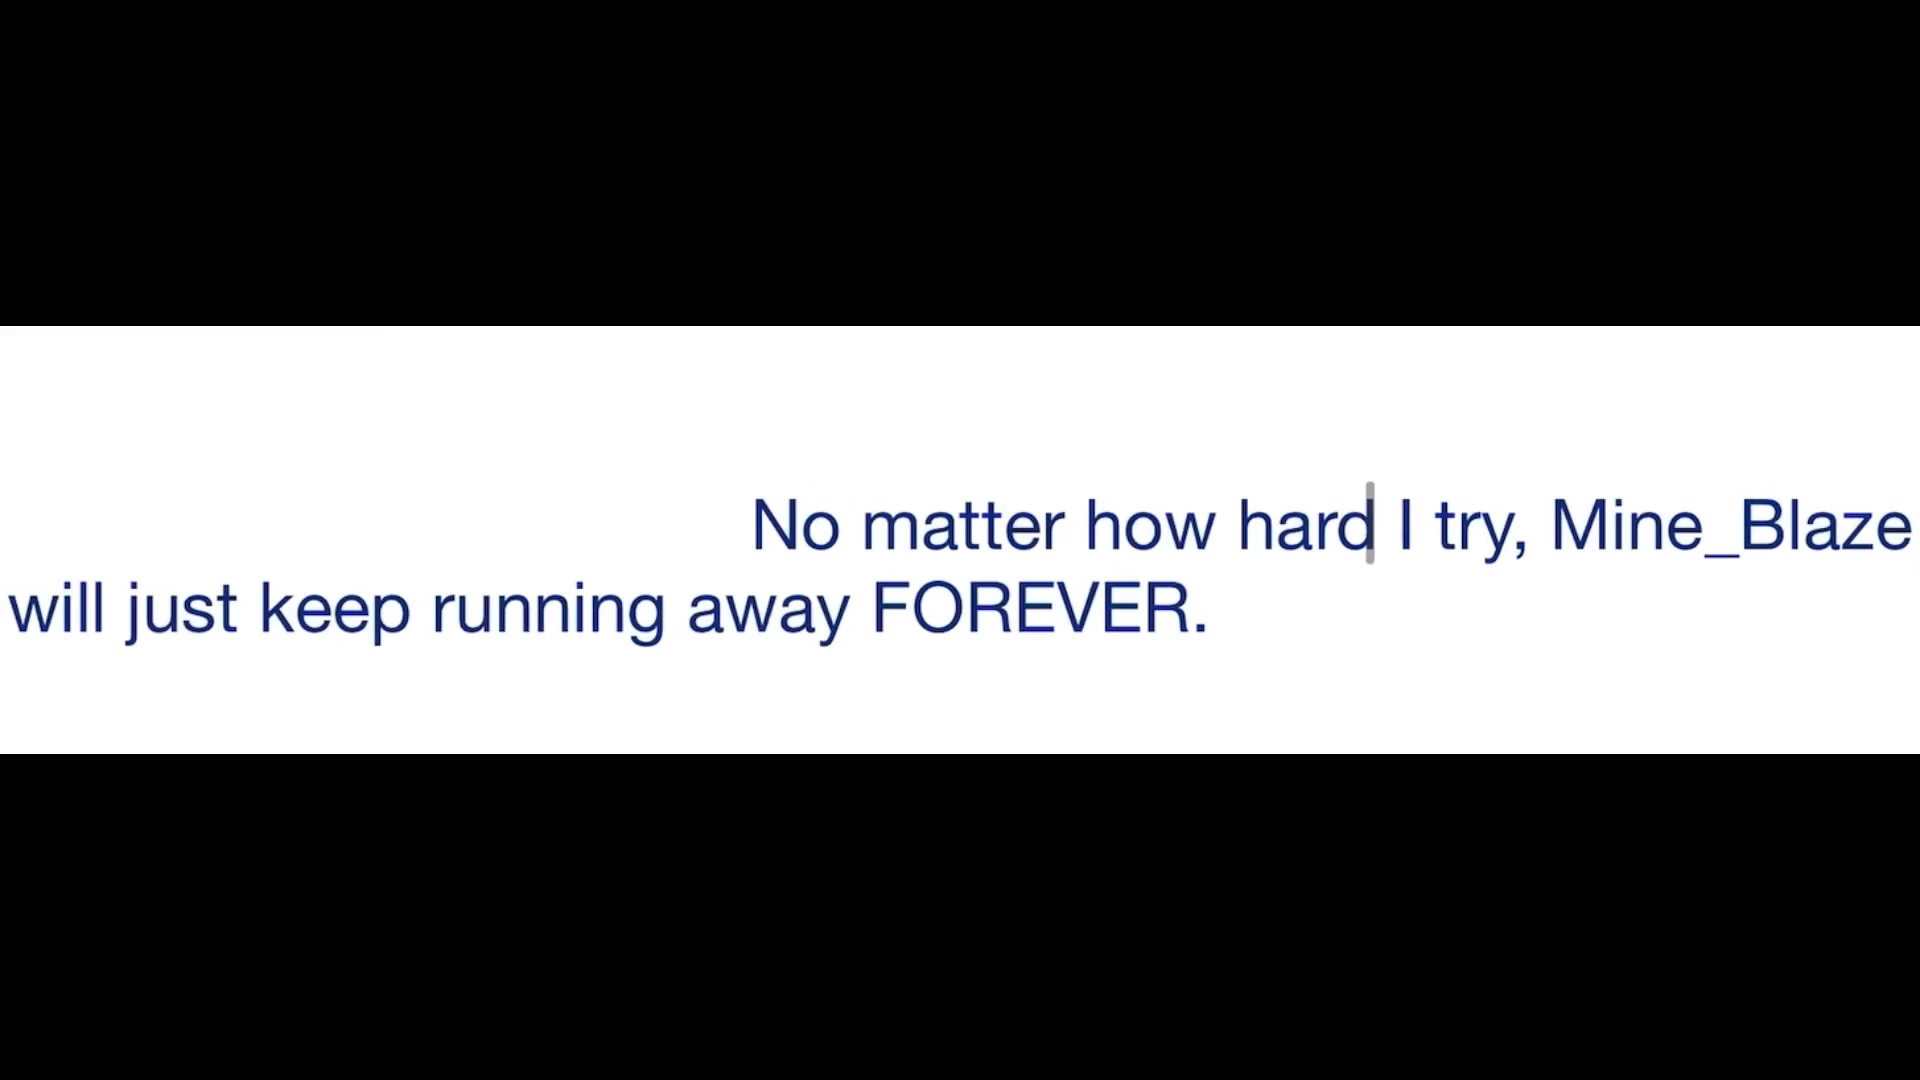 No matter how hard I try, Mine_Blaze
will just keep running away FOREVER.